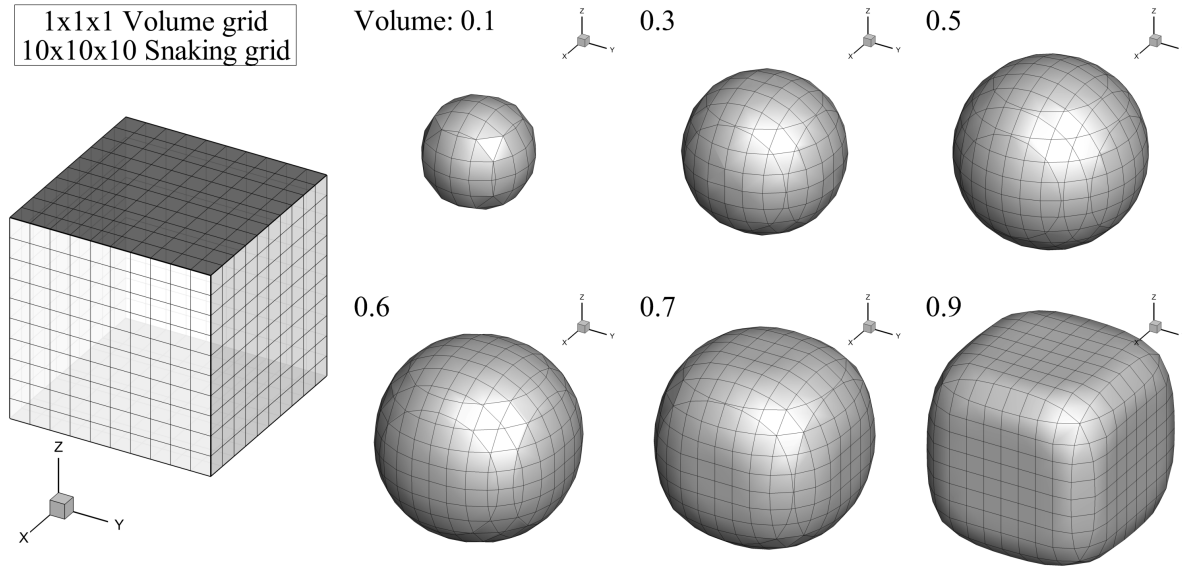 1x1x1 Volume grid
10x10x10 Snaking grid
Volume: 0.1
0.3
0.5
0.6
0.7
0.9
Z
X
Y
Z
X
Y
Z
X
Y
Z
X
Z
X
Y
Z
X
Y
Z
X